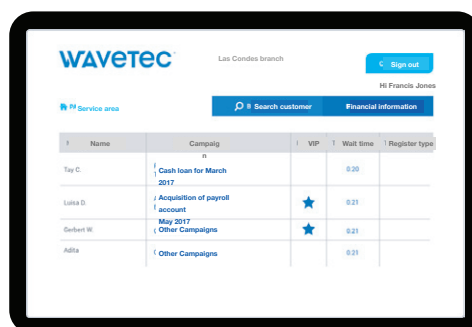 WAVETEC
Las Condes branch
Sign out
Hi Francis Jones
Service area
Search customer
Financial information
Name Campaig VIP Wait time Register type
n
Tay C. Cash loan for March 0:20
2017
Luisa D. Acquisition of payroll 0:21
account
May 2017
Gerbert W. Other Campaigns 0:21
Adita Other Campaigns 0:21